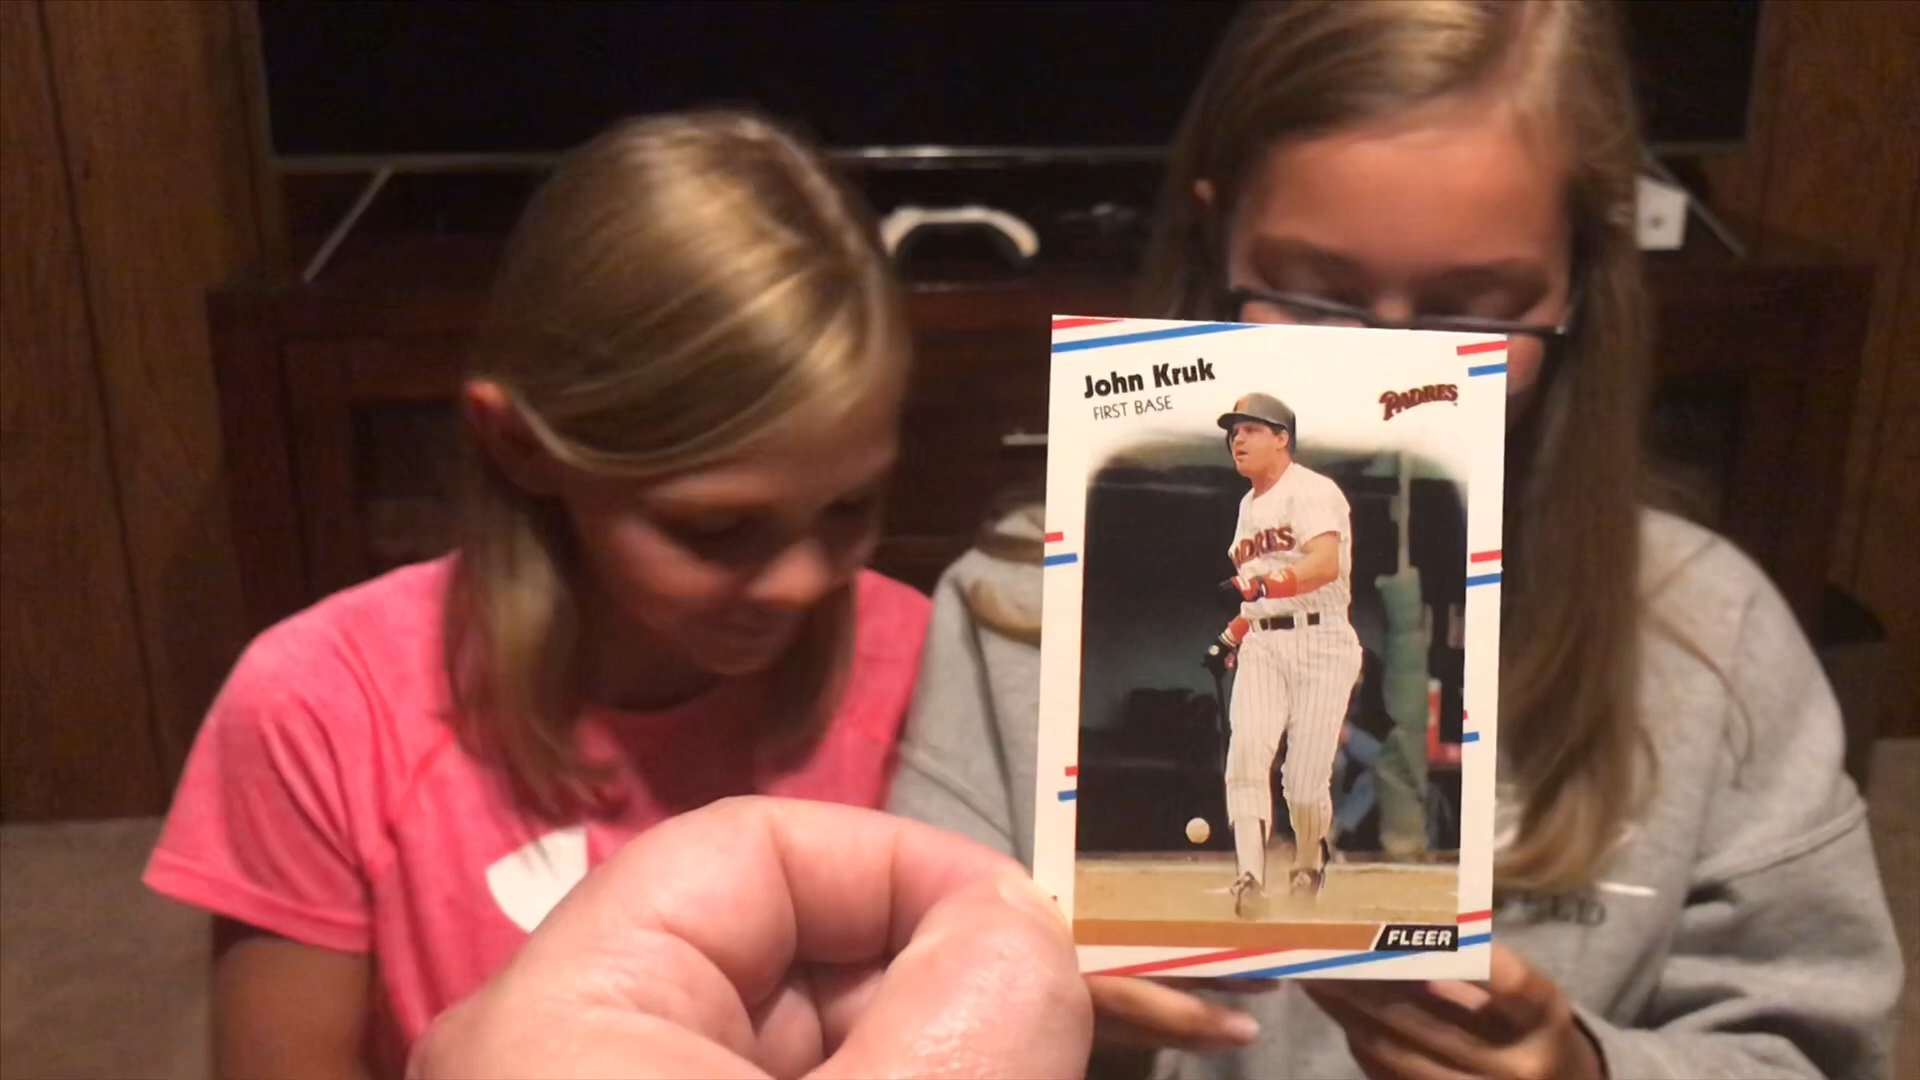 John Kruk
FIRST BASE
PADRES
PADRES
FLEER